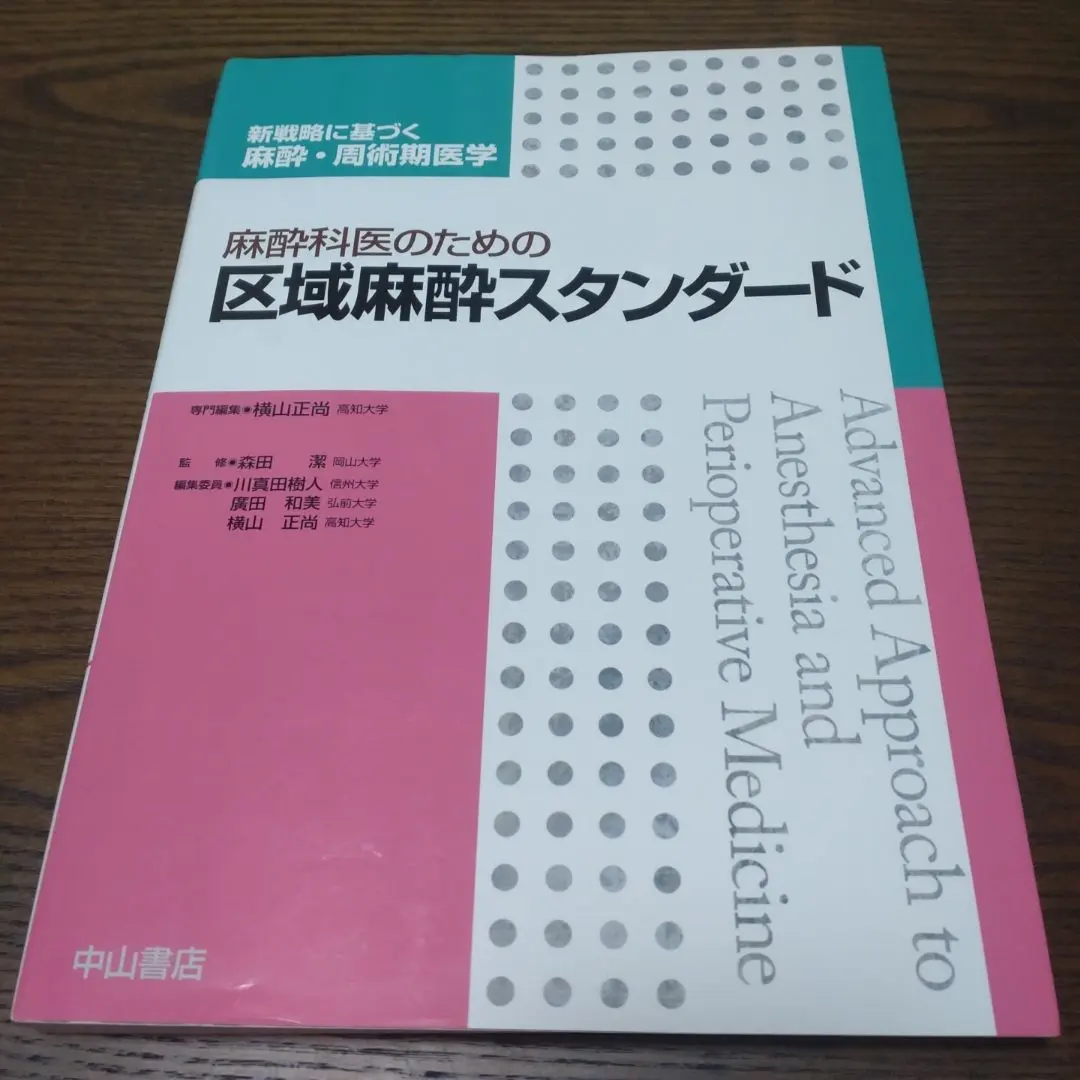 新戦略に基づく
麻酔・周術期医学
麻酔科医のための
区域麻酔スタンダード
専門編集●横山正尚 高知大学
監 修●森田 潔 岡山大学
編集委員●川真田樹人 信州大学
廣田 和美 弘前大学
横山 正尚 高知大学
Advanced Approach to
Anesthesia and
Perioperative Medicine
中山書店